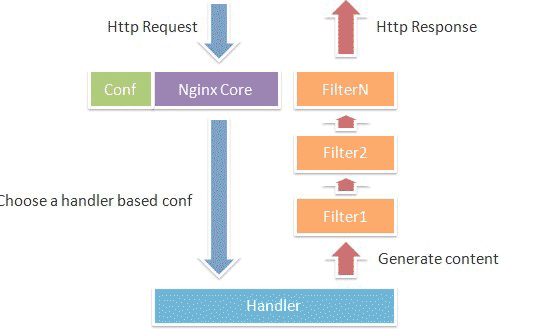 Http Request
Http Response
Conf
Nginx Core
FilterN
Filter2
Choose a handler based conf
Filter1
Generate content
Handler